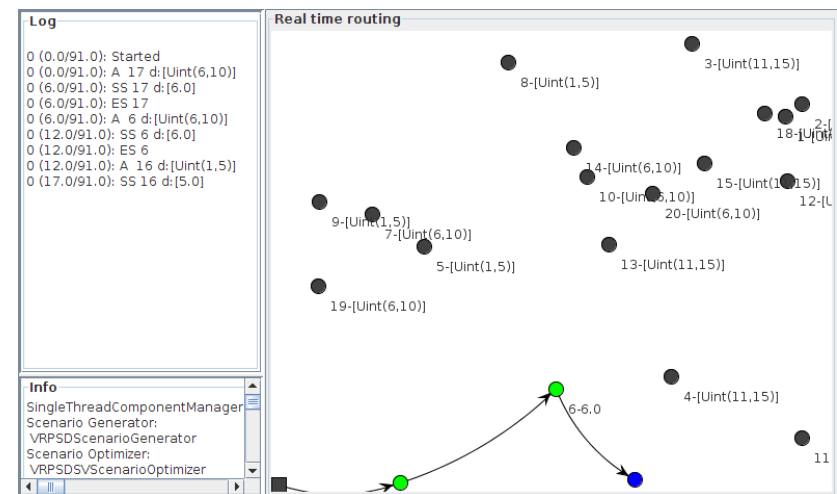 Log
0 (0.0/91.0): Started
0 (0.0/91.0): A 17 d:[Uint(6,10)]
0 (6.0/91.0): SS 17 d:[6.0]
0 (6.0/91.0): ES 17
0 (6.0/91.0): A 6 d:[Uint(6,10)]
0 (12.0/91.0): SS 6 d:[6.0]
0 (12.0/91.0): ES 6
0 (12.0/91.0): A 16 d:[Uint(1,5)]
0 (17.0/91.0): SS 16 d:[5.0]
Info
SingleThreadComponentManager
Scenario Generator:
VRPSDScenarioGenerator
Scenario Optimizer:
VRPSDSVScenarioOptimizer
Real time routing
3-[Uint(11,15)]
8-[Uint(1,5)]
2-[
18-[Uint(
1-[Uin
14-[Uint(6,10)]
15-[Uint(11,15)]
10-[Uint(6,10)]
12-[U
20-[Uint(6,10)]
9-[Uint(1,5)]
7-[Uint(6,10)]
5-[Uint(1,5)]
13-[Uint(11,15)]
19-[Uint(6,10)]
4-[Uint(11,15)]
6-6.0
11